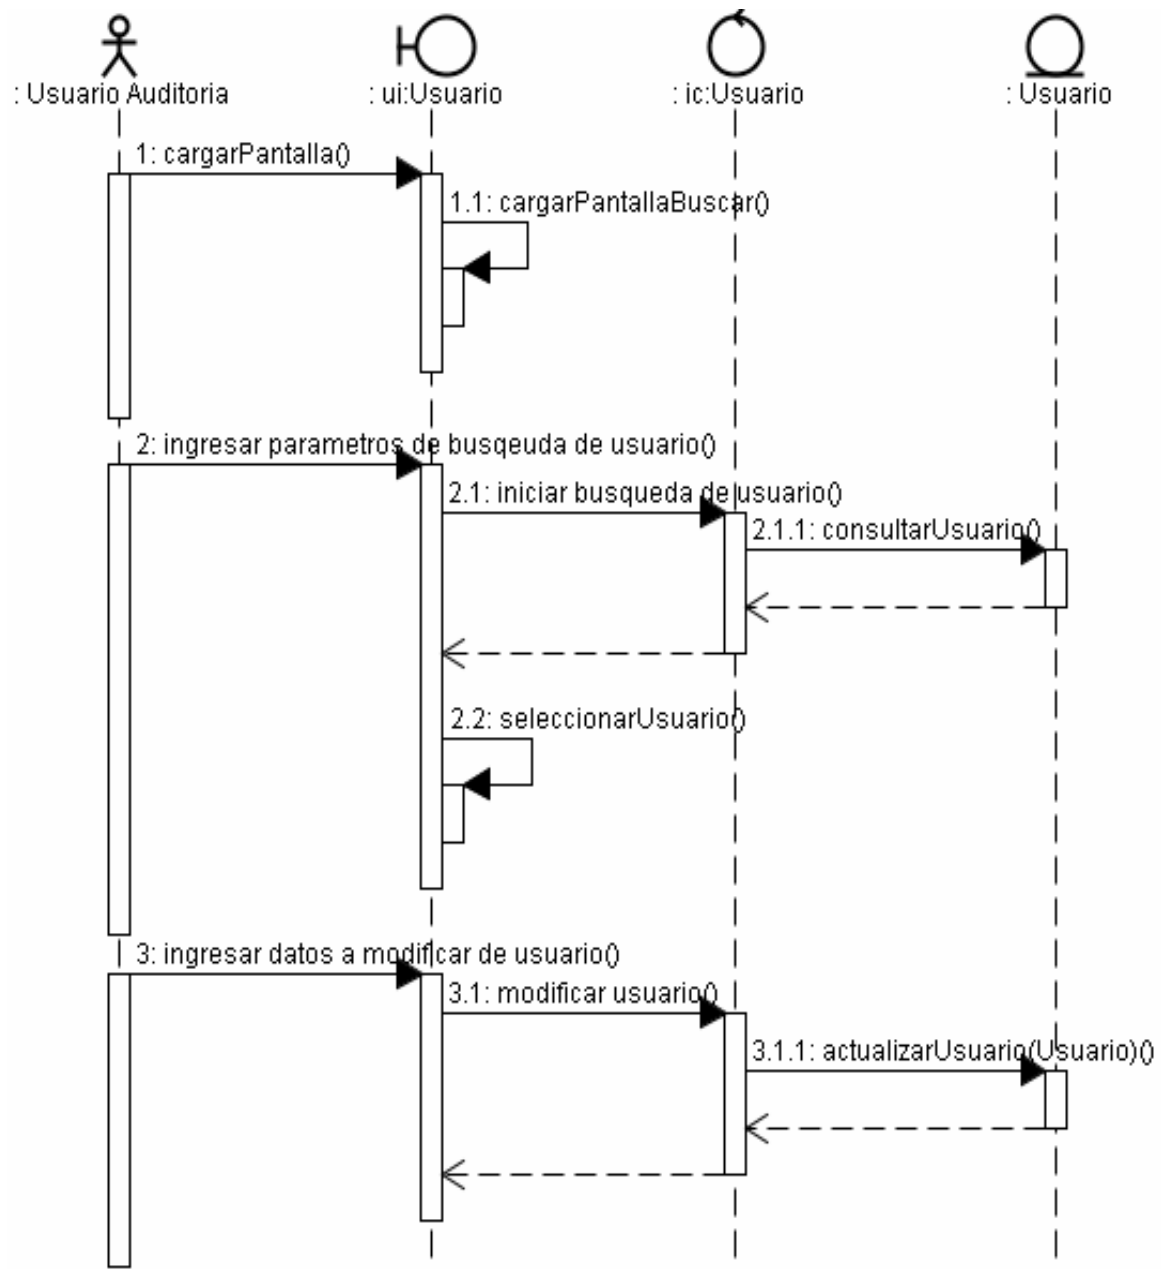 : Usuario Auditoria
: ui:Usuario
: ic:Usuario
: Usuario
1: cargarPantalla()
1.1: cargarPantallaBuscar()
2: ingresar parametros de busqeuda de usuario()
2.1: iniciar busqueda de usuario()
2.1.1: consultarUsuario()
2.2: seleccionarUsuario()
3: ingresar datos a modificar de usuario()
3.1: modificar usuario()
3.1.1: actualizarUsuario(Usuario)()